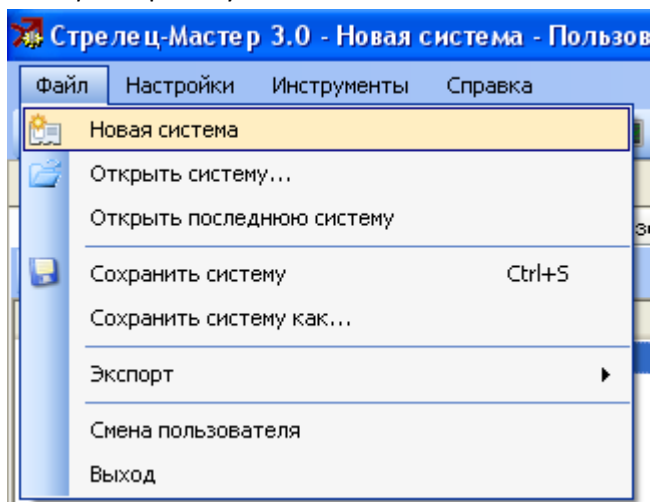 Стрелец-Мастер 3.0 - Новая система - Пользов
Файл Настройки Инструменты Справка
Новая система
Открыть систему...
Открыть последнюю систему
Сохранить систему Ctrl+S
Сохранить систему как...
Экспорт
Смена пользователя
Выход